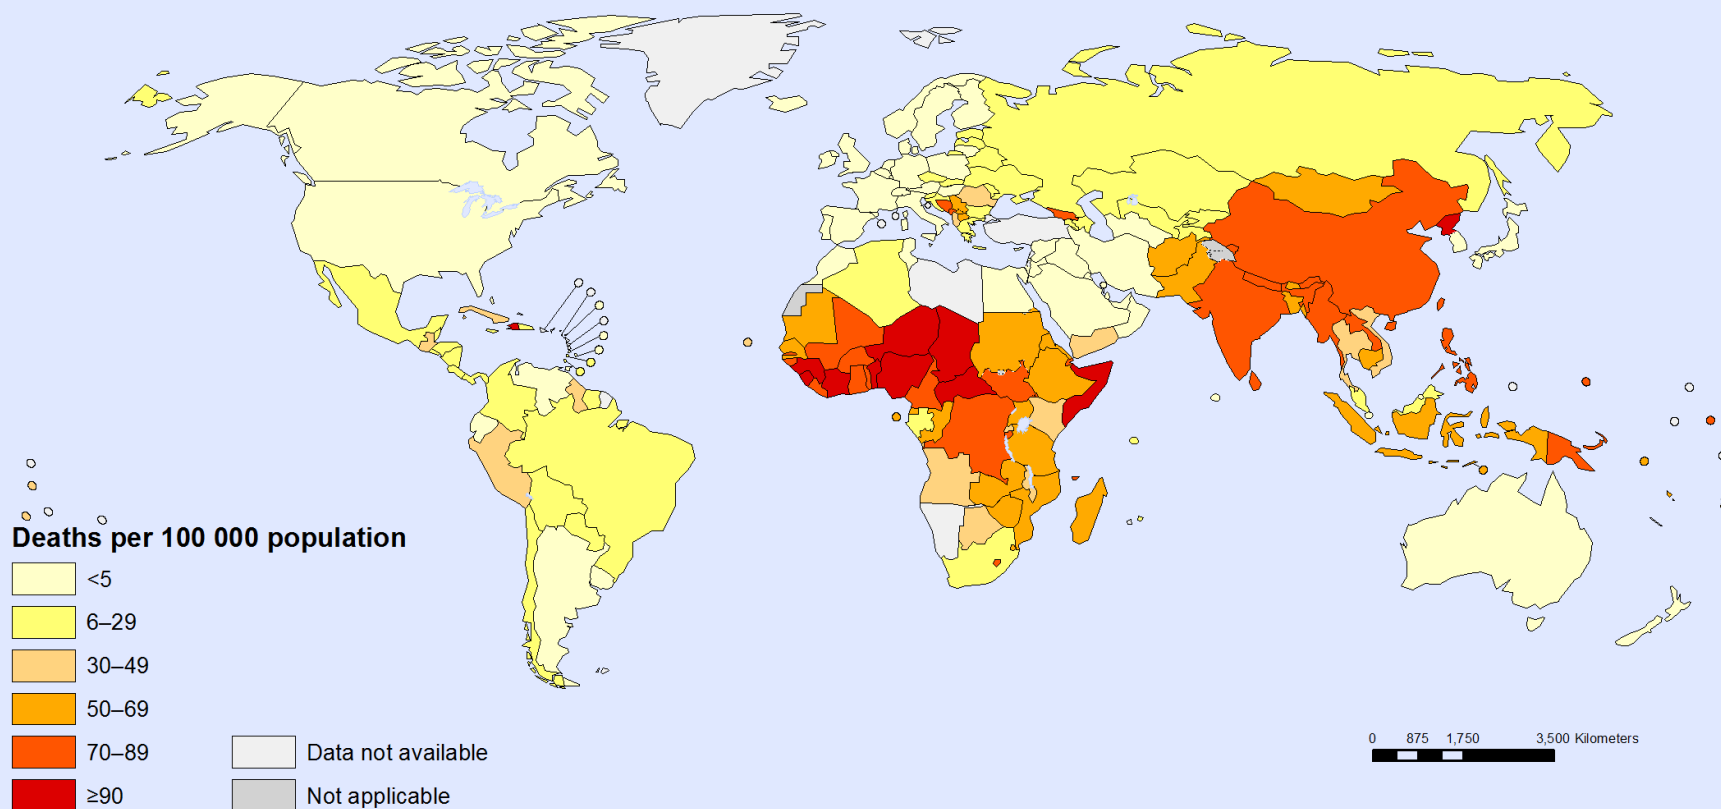 Deaths per 100 000 population
<5
6–29
30–49
50–69
70–89
≥90
Data not available
Not applicable
0 875 1,750 3,500 Kilometers